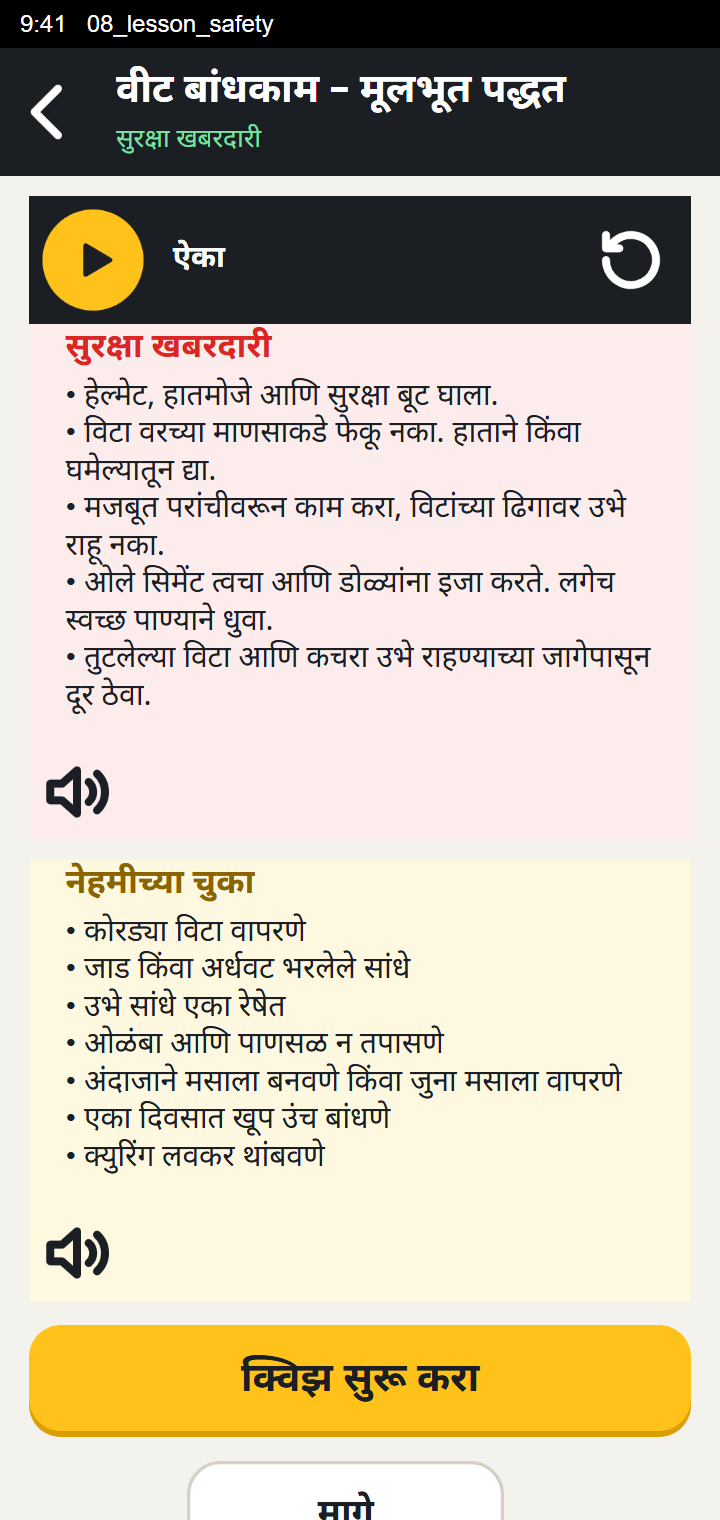 9:41 08_lesson_safety
वीट बांधकाम – मूलभूत पद्धत
सुरक्षा खबरदारी
ऐका
सुरक्षा खबरदारी
• हेल्मेट, हातमोजे आणि सुरक्षा बूट घाला.
• विटा वरच्या माणसाकडे फेकू नका. हाताने किंवा
घमेल्यातून द्या.
• मजबूत परांचीवरून काम करा, विटांच्या ढिगावर उभे
राहू नका.
• ओले सिमेंट त्वचा आणि डोळ्यांना इजा करते. लगेच
स्वच्छ पाण्याने धुवा.
• तुटलेल्या विटा आणि कचरा उभे राहण्याच्या जागेपासून
दूर ठेवा.
नेहमीच्या चुका
• कोरड्या विटा वापरणे
• जाड किंवा अर्धवट भरलेले सांधे
• उभे सांधे एका रेषेत
• ओळंबा आणि पाणसळ न तपासणे
• अंदाजाने मसाला बनवणे किंवा जुना मसाला वापरणे
• एका दिवसात खूप उंच बांधणे
• क्युरिंग लवकर थांबवणे
क्विझ सुरू करा
मागे